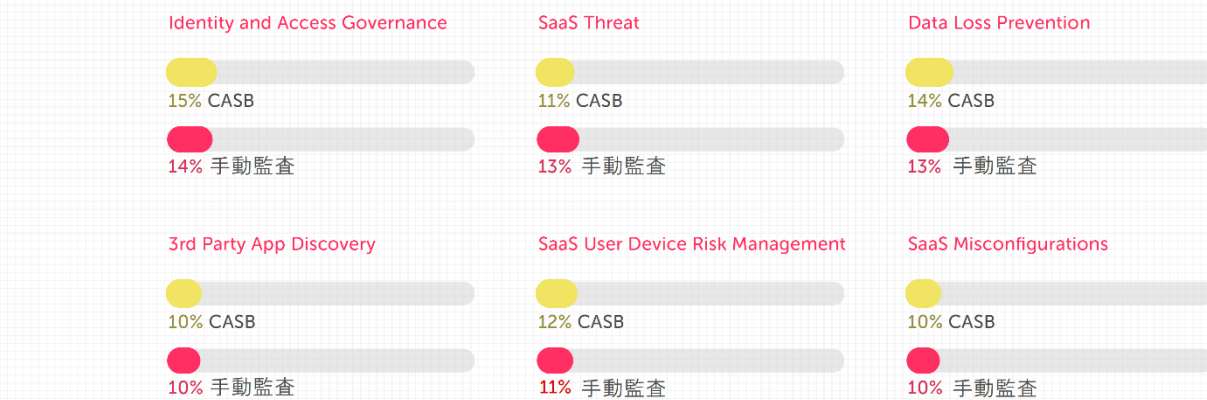 Identity and Access Governance
15% CASB
14% 手動監査
SaaS Threat
11% CASB
13% 手動監査
Data Loss Prevention
14% CASB
13% 手動監査
3rd Party App Discovery
10% CASB
10% 手動監査
SaaS User Device Risk Management
12% CASB
11% 手動監査
SaaS Misconfigurations
10% CASB
10% 手動監査